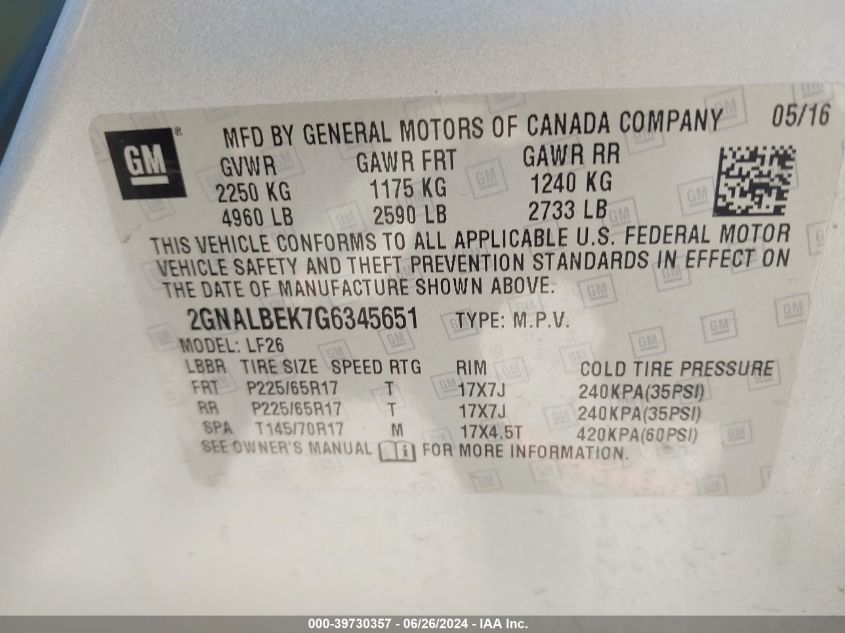 GM ®
MFD BY GENERAL MOTORS OF CANADA COMPANY 05/16
GVWR GAWR FRT GAWR RR
2250 KG 1175 KG 1240 KG
4960 LB 2590 LB 2733 LB
THIS VEHICLE CONFORMS TO ALL APPLICABLE U.S. FEDERAL MOTOR
VEHICLE SAFETY AND THEFT PREVENTION STANDARDS IN EFFECT ON
THE DATE OF MANUFACTURE SHOWN ABOVE.
2GNALBEK7G6345651 TYPE: M.P.V.
MODEL: LF26
LBBR TIRE SIZE SPEED RTG RIM COLD TIRE PRESSURE
FRT P225/65R17 T 17X7J 240KPA(35PSI)
RR P225/65R17 T 17X7J 240KPA(35PSI)
SPA T145/70R17 M 17X4.5T 420KPA(60PSI)
SEE OWNER'S MANUAL FOR MORE INFORMATION.
000-39730357 - 06/26/2024 - IAA Inc.